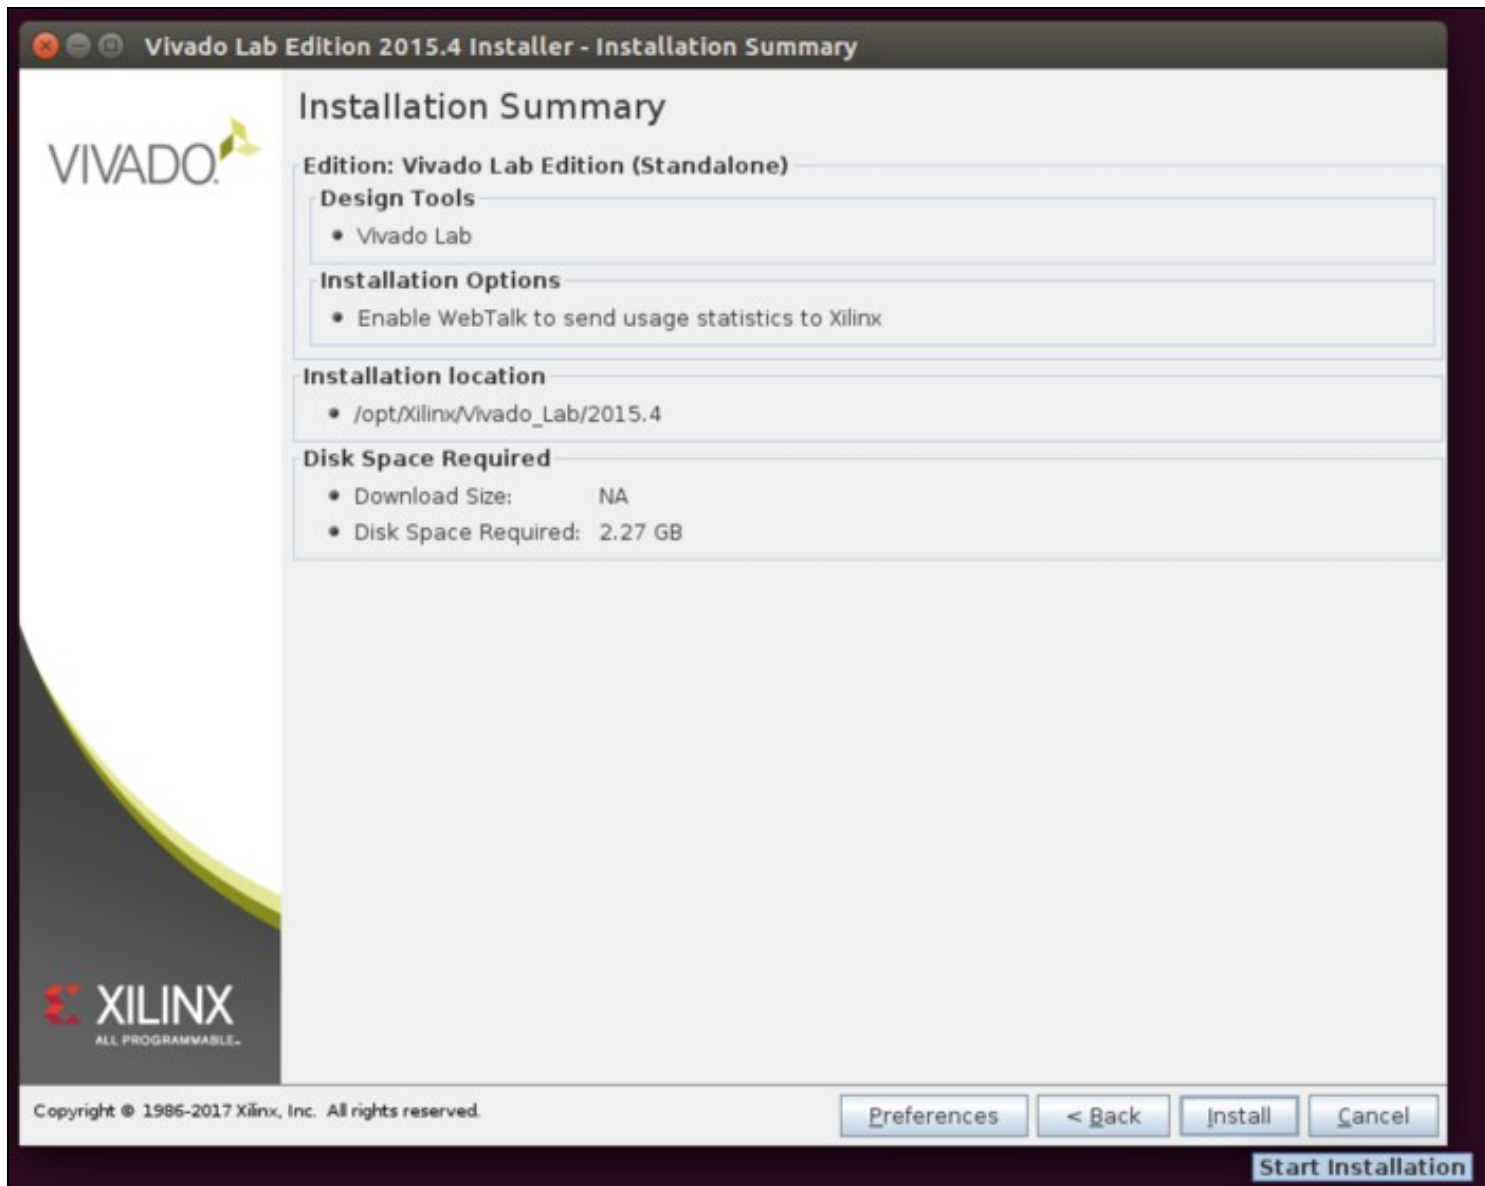 Vivado Lab Edition 2015.4 Installer - Installation Summary
VIVADO.
Installation Summary
Edition: Vivado Lab Edition (Standalone)
Design Tools
• Vivado Lab
Installation Options
• Enable WebTalk to send usage statistics to Xilinx
Installation location
• /opt/Xilinx/Vivado_Lab/2015.4
Disk Space Required
• Download Size: NA
• Disk Space Required: 2.27 GB
XILINX
ALL PROGRAMMABLE™
Copyright © 1986-2017 Xilinx, Inc. All rights reserved.
Preferences < Back Install Cancel
Start Installation